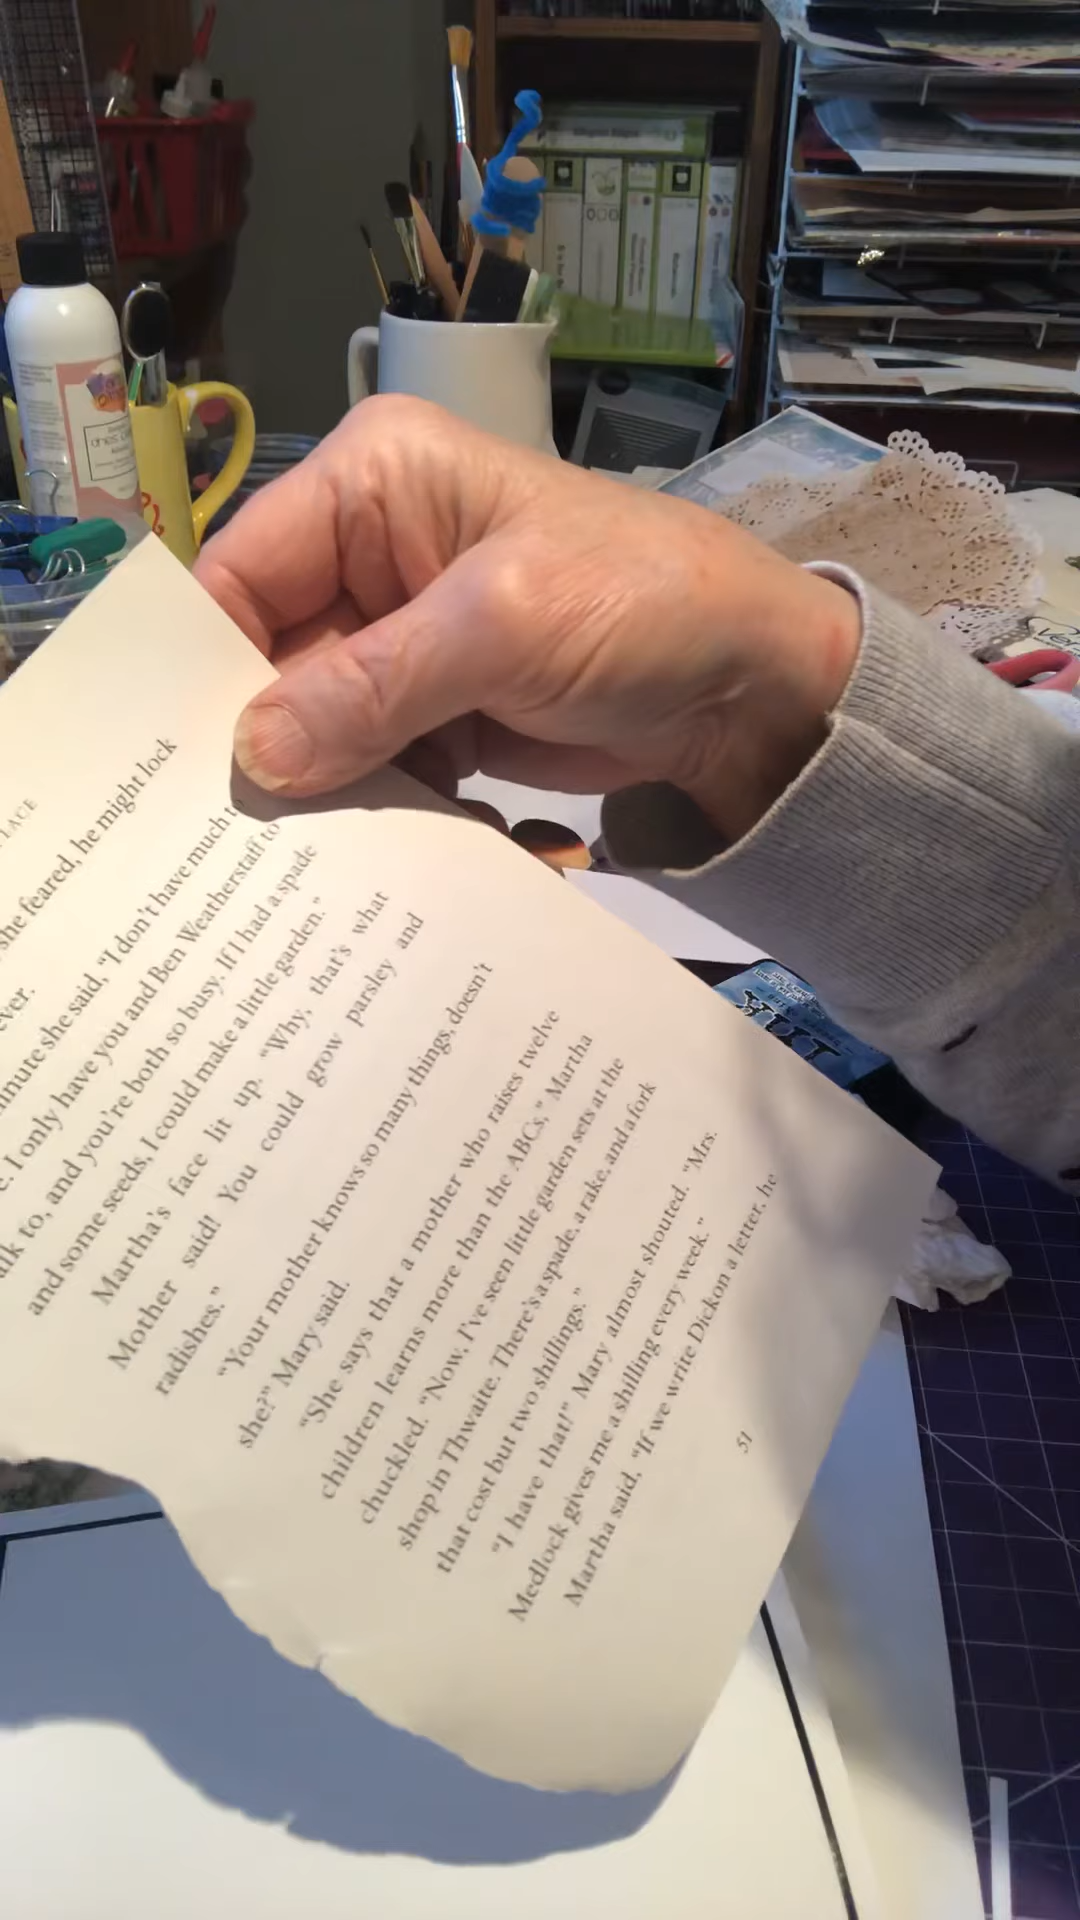 LACE
she feared, he might lock
ever.
minute she said, “I don’t have much to
I only have you and Ben Weatherstaff to
talk to, and you’re both so busy. If I had a spade
and some seeds, I could make a little garden.”
Martha’s face lit up. “Why, that’s what
Mother said! You could grow parsley and
radishes.”
“Your mother knows so many things, doesn’t
she?” Mary said.
“She says that a mother who raises twelve
children learns more than the ABCs,” Martha
chuckled. “Now, I’ve seen little garden sets at the
shop in Thwaite. There’s a spade, a rake, and a fork
that cost but two shillings.”
“I have that!” Mary almost shouted. “Mrs.
Medlock gives me a shilling every week.”
Martha said, “If we write Dickon a letter, he
51
INK